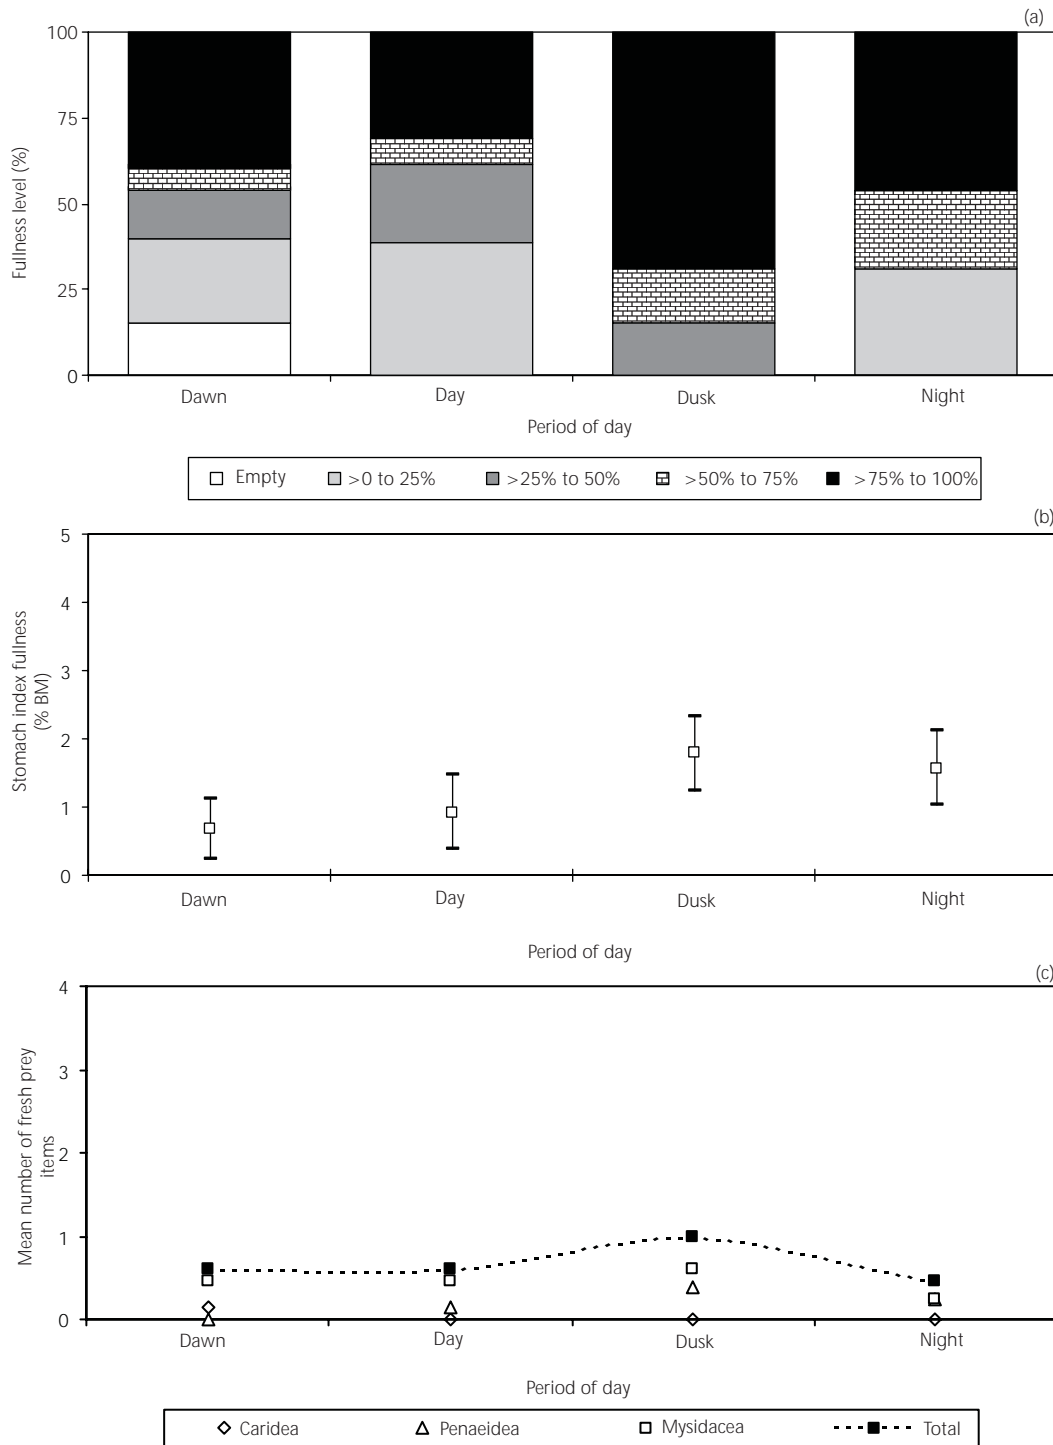 (a)
100
75
50
25
0
Fullness level (%)
Dawn Day Dusk Night
Period of day
Empty >0 to 25% >25% to 50% >50% to 75% >75% to 100%
(b)
5
4
3
2
1
0
Stomach index fullness
(% BM)
Dawn Day Dusk Night
Period of day
(c)
4
3
2
1
0
Mean number of fresh prey
items
Dawn Day Dusk Night
Period of day
Caridea Penaeidea Mysidacea Total